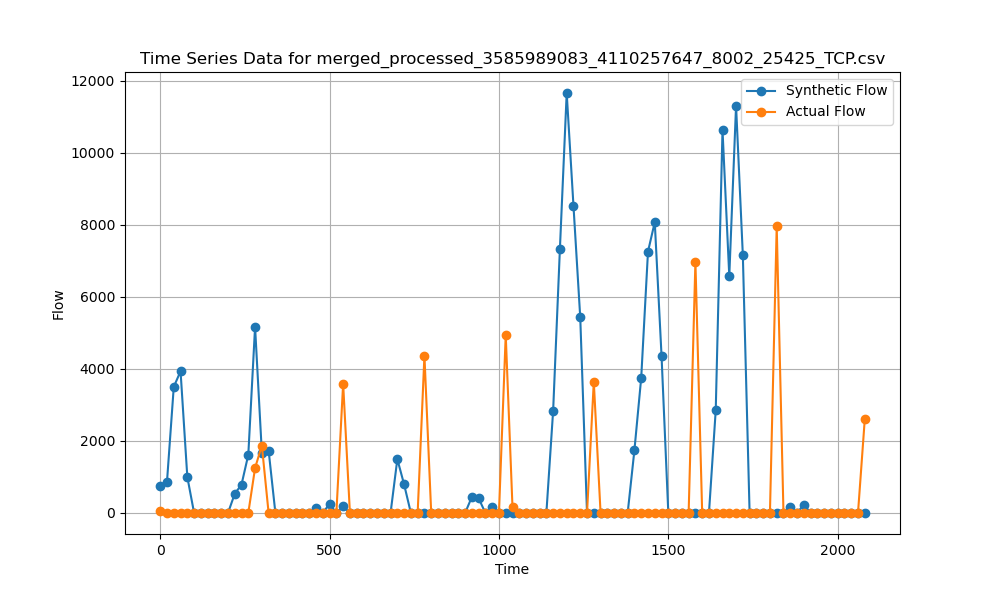 Time Series Data for merged_processed_3585989083_4110257647_8002_25425_TCP.csv
Synthetic Flow
Actual Flow
12000
10000
8000
6000
4000
2000
0
Flow
0 500 1000 1500 2000
Time